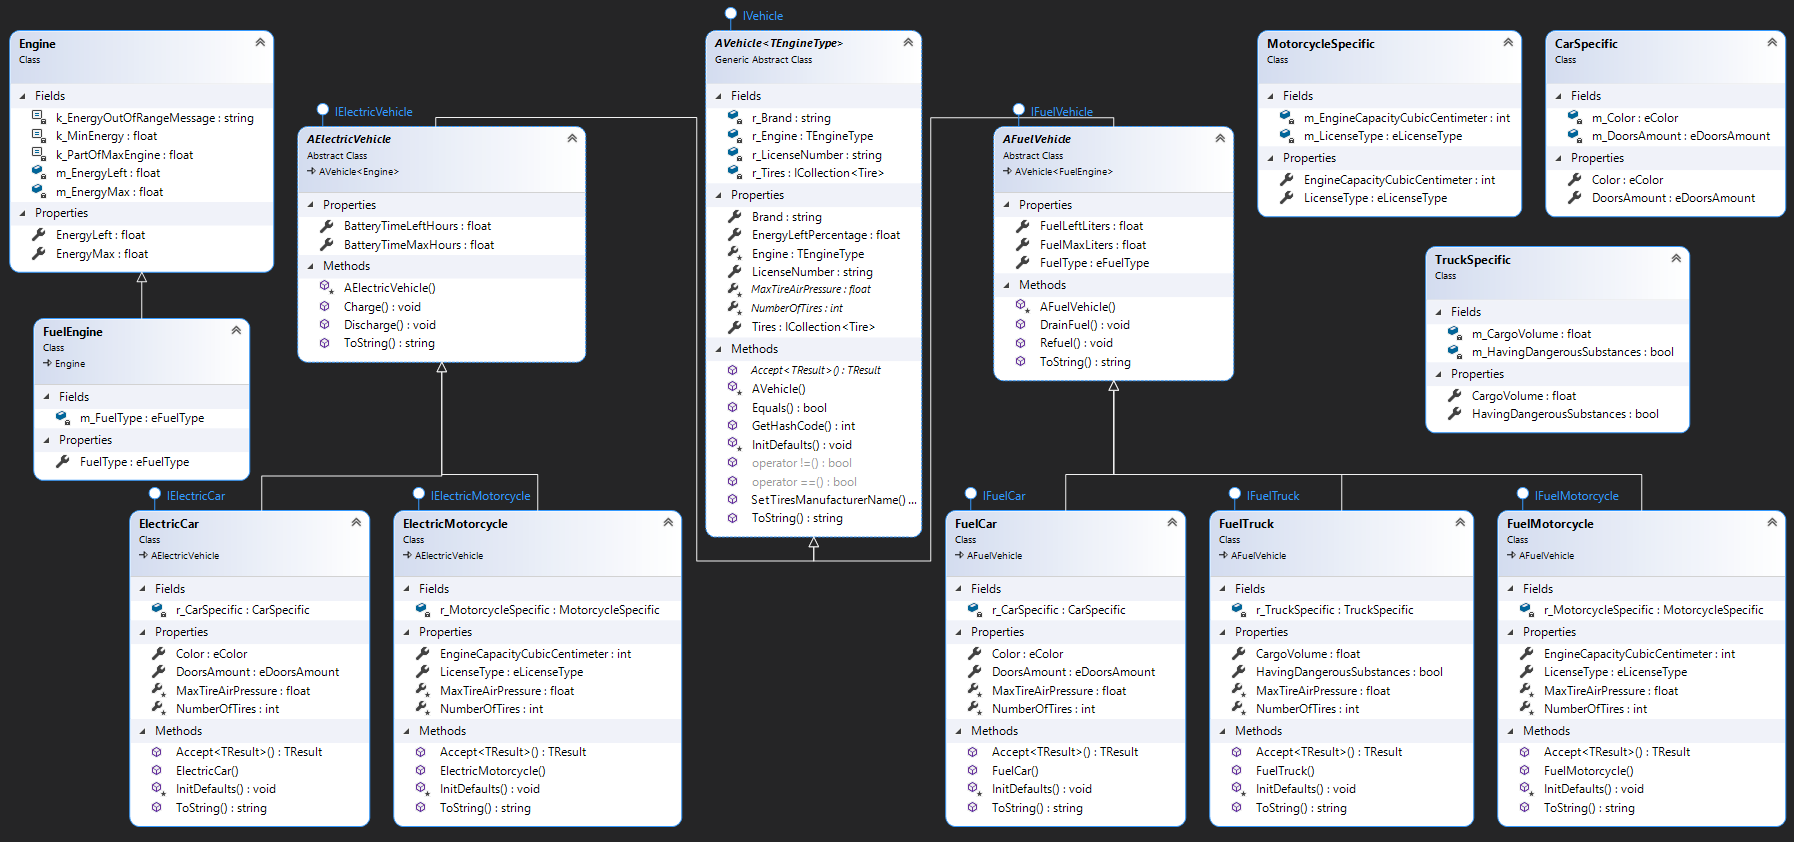 Engine
Class
Fields
k_EnergyOutOfRangeMessage : string
k_MinEnergy : float
k_PartOfMaxEngine : float
m_EnergyLeft : float
m_EnergyMax : float
Properties
EnergyLeft : float
EnergyMax : float
FuelEngine
Class
Engine
Fields
m_FuelType : eFuelType
Properties
FuelType : eFuelType
IElectricVehicle
AElectricVehicle
Abstract Class
AVehicle<Engine>
Properties
BatteryTimeLeftHours : float
BatteryTimeMaxHours : float
Methods
AElectricVehicle()
Charge() : void
Discharge() : void
ToString() : string
IVehicle
AVehicle<TEngineType>
Generic Abstract Class
Fields
r_Brand : string
r_Engine : TEngineType
r_LicenseNumber : string
r_Tires : ICollection<Tire>
Properties
Brand : string
EnergyLeftPercentage : float
Engine : TEngineType
LicenseNumber : string
MaxTireAirPressure : float
NumberOfTires : int
Tires : ICollection<Tire>
Methods
Accept<TResult>() : TResult
AVehicle()
Equals() : bool
GetHashCode() : int
InitDefaults() : void
operator !=() : bool
operator ==() : bool
SetTiresManufacturerName() ...
ToString() : string
IFuelVehicle
AFuelVehicle
Abstract Class
AVehicle<FuelEngine>
Properties
FuelLeftLiters : float
FuelMaxLiters : float
FuelType : eFuelType
Methods
AFuelVehicle()
DrainFuel() : void
Refuel() : void
ToString() : string
MotorcycleSpecific
Class
Fields
m_EngineCapacityCubicCentimeter : int
m_LicenseType : eLicenseType
Properties
EngineCapacityCubicCentimeter : int
LicenseType : eLicenseType
CarSpecific
Class
Fields
m_Color : eColor
m_DoorsAmount : eDoorsAmount
Properties
Color : eColor
DoorsAmount : eDoorsAmount
TruckSpecific
Class
Fields
m_CargoVolume : float
m_HavingDangerousSubstances : bool
Properties
CargoVolume : float
HavingDangerousSubstances : bool
IElectricCar
ElectricCar
Class
AElectricVehicle
Fields
r_CarSpecific : CarSpecific
Properties
Color : eColor
DoorsAmount : eDoorsAmount
MaxTireAirPressure : float
NumberOfTires : int
Methods
Accept<TResult>() : TResult
ElectricCar()
InitDefaults() : void
ToString() : string
IElectricMotorcycle
ElectricMotorcycle
Class
AElectricVehicle
Fields
r_MotorcycleSpecific : MotorcycleSpecific
Properties
EngineCapacityCubicCentimeter : int
LicenseType : eLicenseType
MaxTireAirPressure : float
NumberOfTires : int
Methods
Accept<TResult>() : TResult
ElectricMotorcycle()
InitDefaults() : void
ToString() : string
IFuelCar
FuelCar
Class
AFuelVehicle
Fields
r_CarSpecific : CarSpecific
Properties
Color : eColor
DoorsAmount : eDoorsAmount
MaxTireAirPressure : float
NumberOfTires : int
Methods
Accept<TResult>() : TResult
FuelCar()
InitDefaults() : void
ToString() : string
IFuelTruck
FuelTruck
Class
AFuelVehicle
Fields
r_TruckSpecific : TruckSpecific
Properties
CargoVolume : float
HavingDangerousSubstances : bool
MaxTireAirPressure : float
NumberOfTires : int
Methods
Accept<TResult>() : TResult
FuelTruck()
InitDefaults() : void
ToString() : string
IFuelMotorcycle
FuelMotorcycle
Class
AFuelVehicle
Fields
r_MotorcycleSpecific : MotorcycleSpecific
Properties
EngineCapacityCubicCentimeter : int
LicenseType : eLicenseType
MaxTireAirPressure : float
NumberOfTires : int
Methods
Accept<TResult>() : TResult
FuelMotorcycle()
InitDefaults() : void
ToString() : string